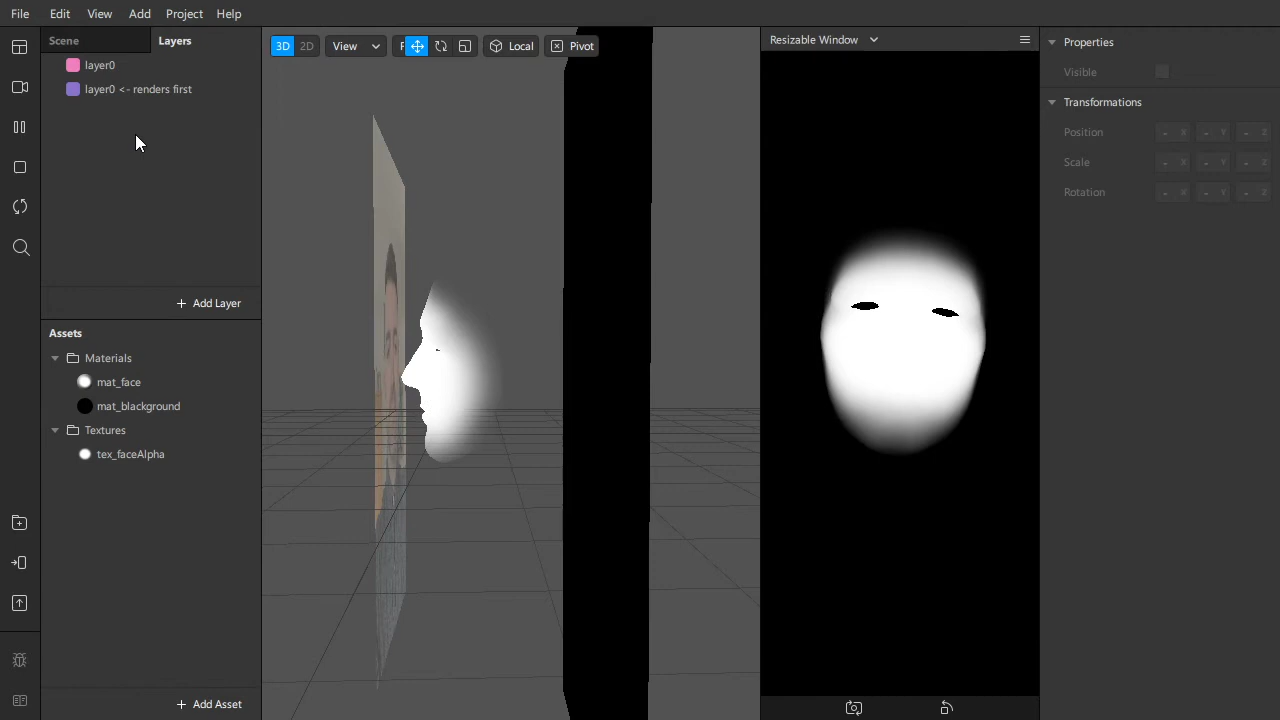 File Edit View Add Project Help
Scene Layers
layer0
layer0 <- renders first
+ Add Layer
Assets
Materials
mat_face
mat_blackground
Textures
tex_faceAlpha
+ Add Asset
3D 2D View Local Pivot
Resizable Window
Properties
Visible
Transformations
Position - X - Y - Z
Scale - X - Y - Z
Rotation - X - Y - Z